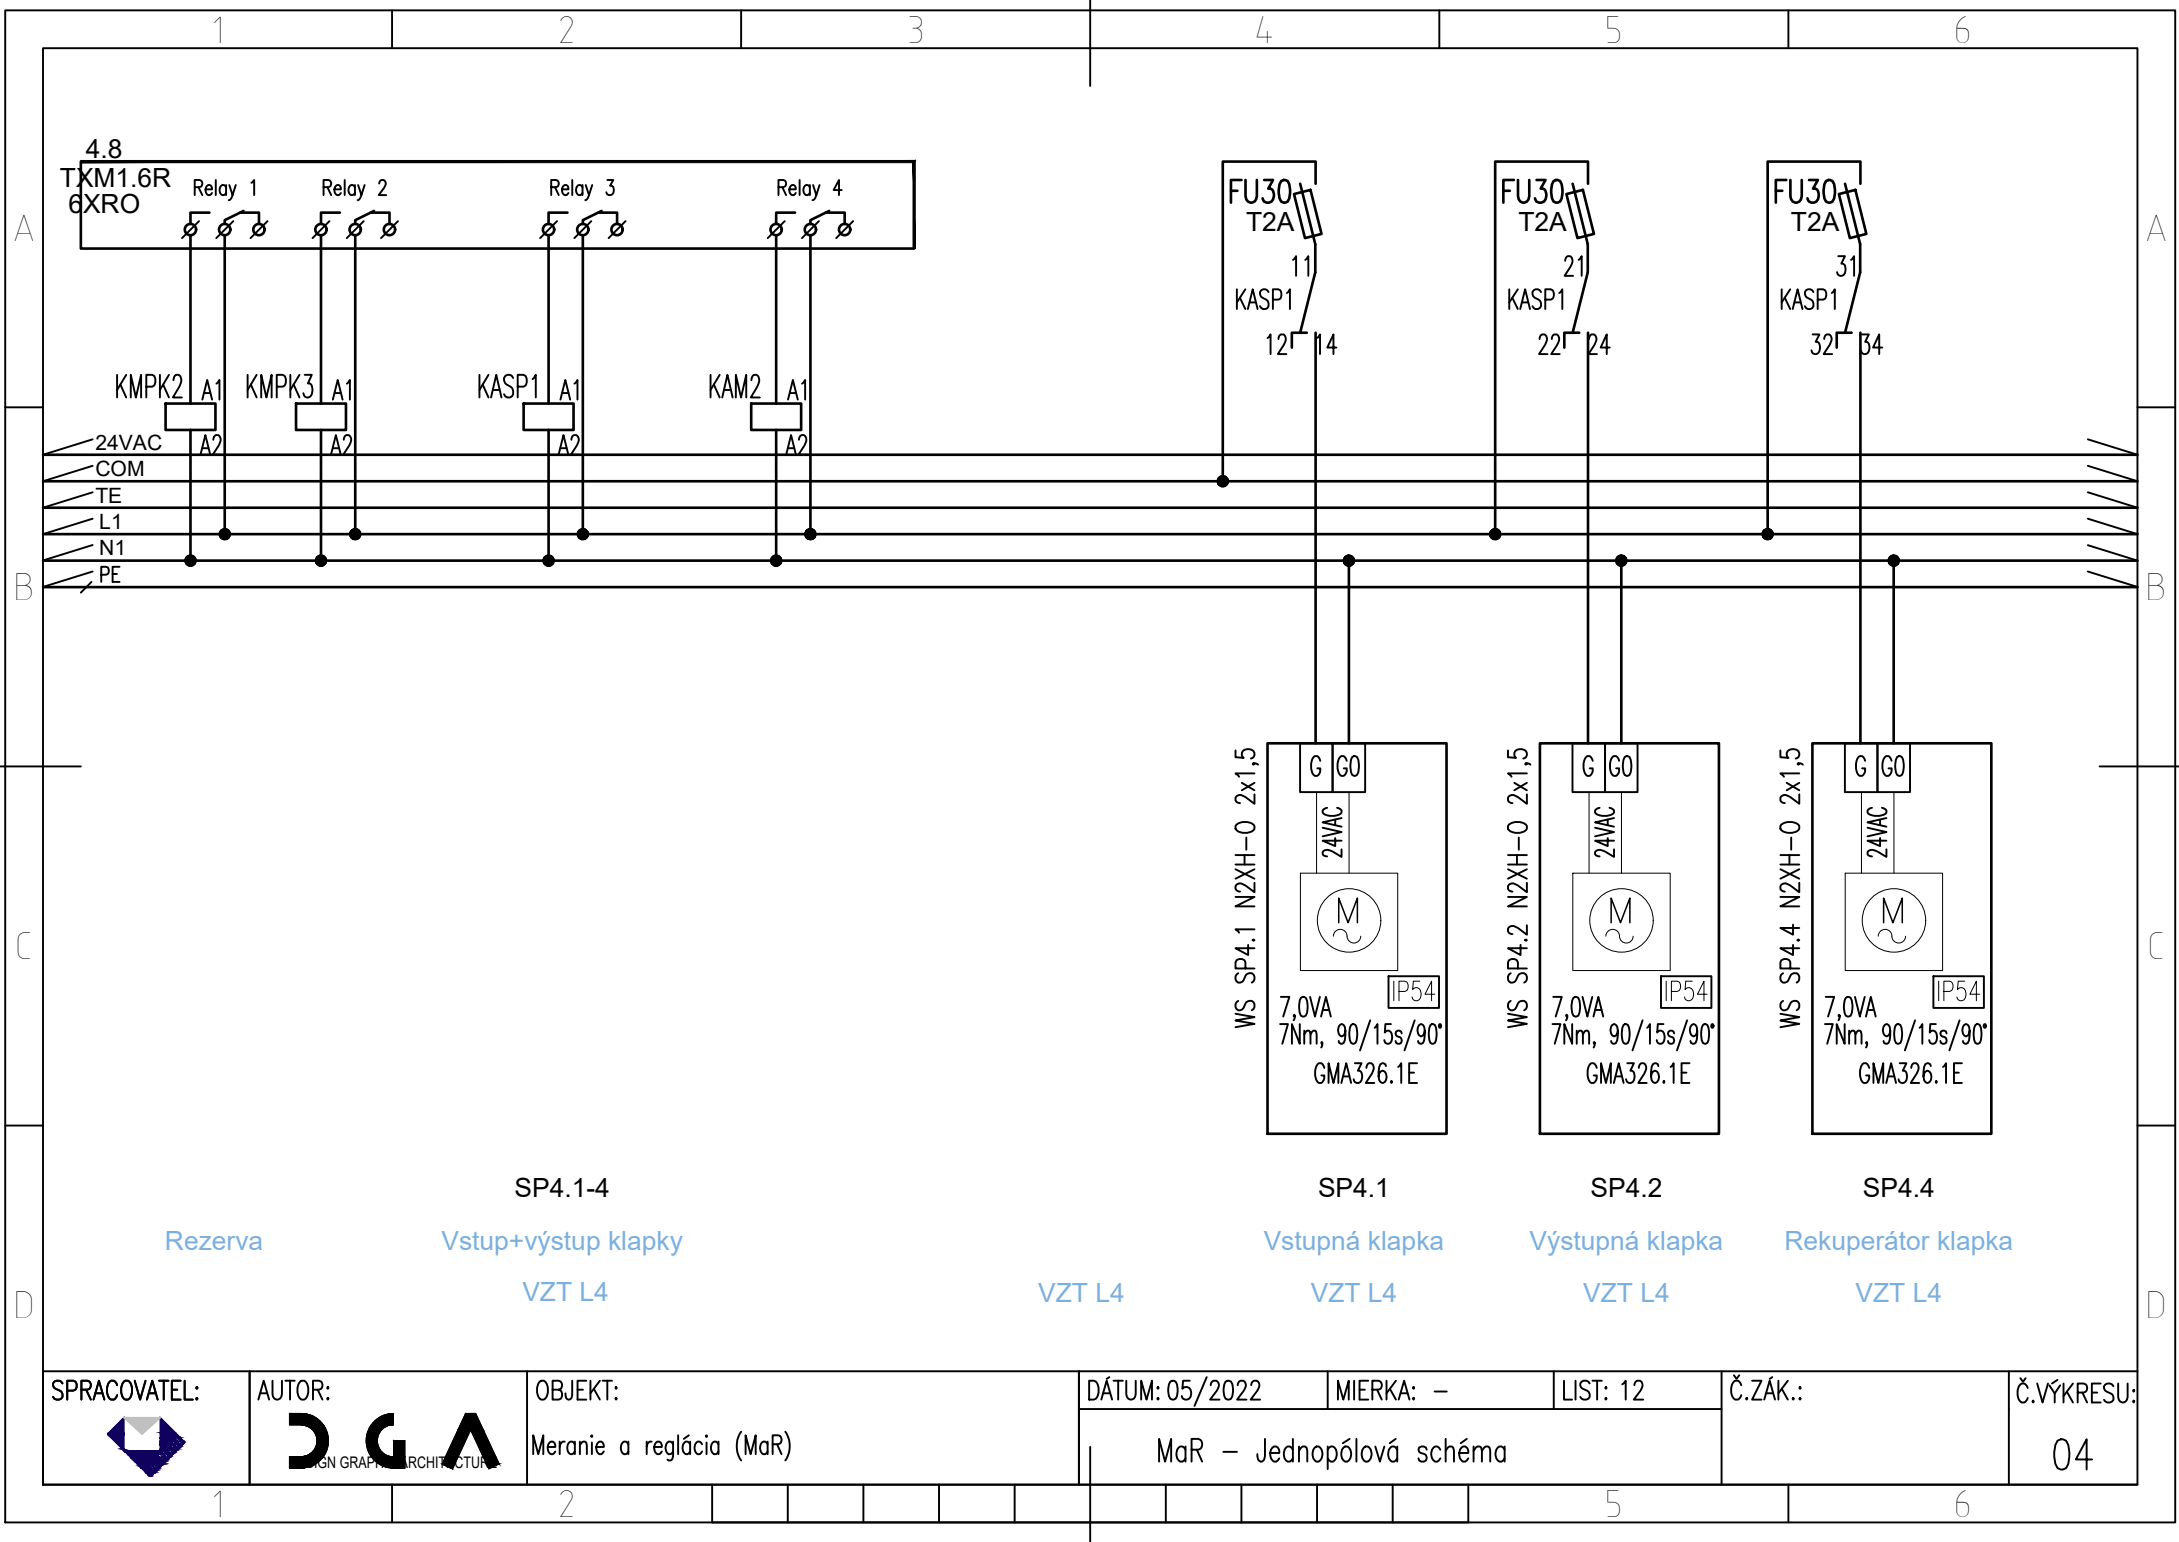 1 2 3 4 5 6
4.8
TXM1.6R
6XRO
Relay 1 Relay 2 Relay 3 Relay 4
FU30 FU30 FU30
T2A T2A T2A
A A
11 21 31
KASP1 KASP1 KASP1
12 14 22 24 32 34
KMPK2 A1 KMPK3 A1 KASP1 A1 KAM2 A1
A2 A2 A2 A2
24VAC
COM
TE
L1
N1
PE
B B
G G0 G G0 G G0
24VAC 24VAC 24VAC
WS SP4.1 N2XH-O 2x1,5
WS SP4.2 N2XH-O 2x1,5
WS SP4.4 N2XH-O 2x1,5
M M M
C C
IP54 IP54 IP54
7,0VA 7,0VA 7,0VA
7Nm, 90/15s/90° 7Nm, 90/15s/90° 7Nm, 90/15s/90°
GMA326.1E GMA326.1E GMA326.1E
SP4.1-4 SP4.1 SP4.2 SP4.4
Rezerva Vstup+výstup klapky Vstupná klapka Výstupná klapka Rekuperátor klapka
VZT L4 VZT L4 VZT L4 VZT L4 VZT L4
D D
SPRACOVATEL: AUTOR: OBJEKT: DÁTUM: 05/2022 MIERKA: – LIST: 12 Č.ZÁK.: Č.VÝKRESU:
DGA
Meranie a reglácia (MaR) MaR – Jednopólová schéma 04
1 2 5 6